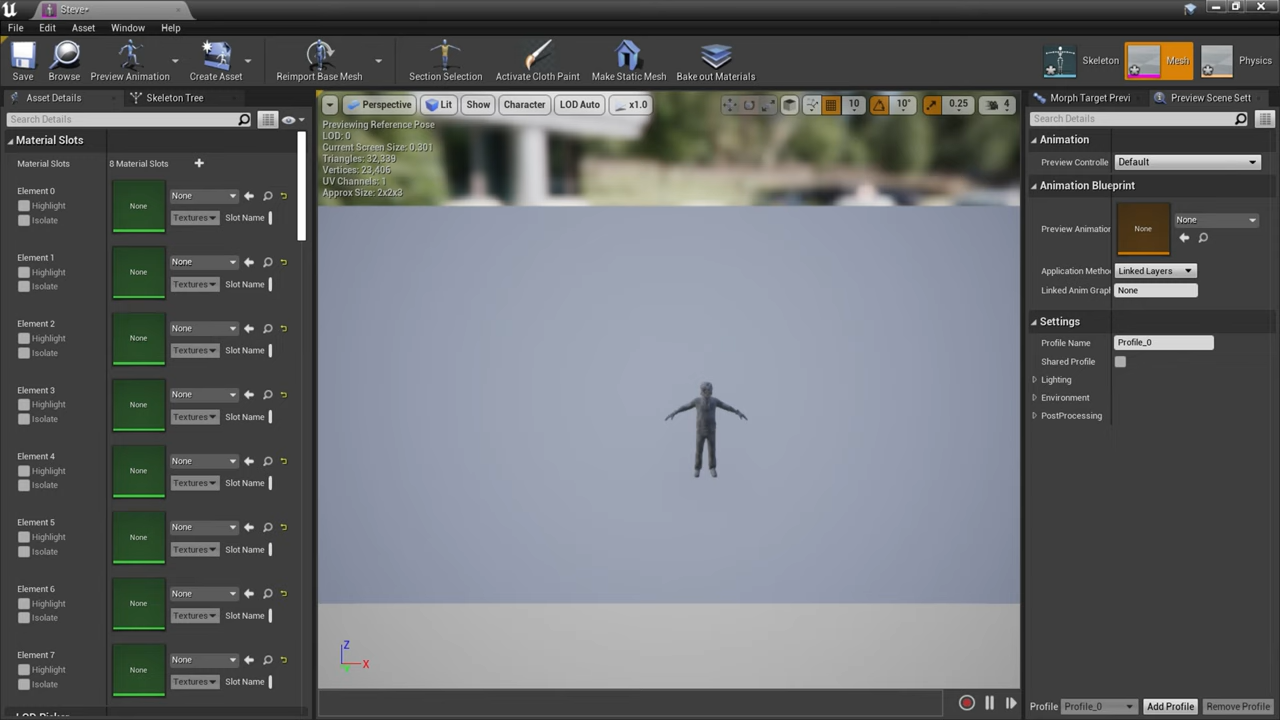 Steve*
File Edit Asset Window Help
Save Browse Preview Animation Create Asset Reimport Base Mesh Section Selection Activate Cloth Paint Make Static Mesh Bake out Materials Skeleton Mesh Physics
Asset Details Skeleton Tree
Search Details
Material Slots
Material Slots 8 Material Slots
Element 0
Highlight
Isolate
None None
Textures Slot Name
Element 1
Highlight
Isolate
None None
Textures Slot Name
Element 2
Highlight
Isolate
None None
Textures Slot Name
Element 3
Highlight
Isolate
None None
Textures Slot Name
Element 4
Highlight
Isolate
None None
Textures Slot Name
Element 5
Highlight
Isolate
None None
Textures Slot Name
Element 6
Highlight
Isolate
None None
Textures Slot Name
Element 7
Highlight
Isolate
None None
Textures Slot Name
Perspective Lit Show Character LOD Auto x1.0 10 10° 0.25 4
Previewing Reference Pose
LOD: 0
Current Screen Size: 0.301
Triangles: 32,339
Vertices: 23,406
UV Channels: 1
Approx Size: 2x2x3
Z
X
Morph Target Previ Preview Scene Sett
Search Details
Animation
Preview Controlle Default
Animation Blueprint
Preview Animation None None
Application Metho Linked Layers
Linked Anim Grap None
Settings
Profile Name Profile_0
Shared Profile
Lighting
Environment
PostProcessing
Profile Profile_0 Add Profile Remove Profile